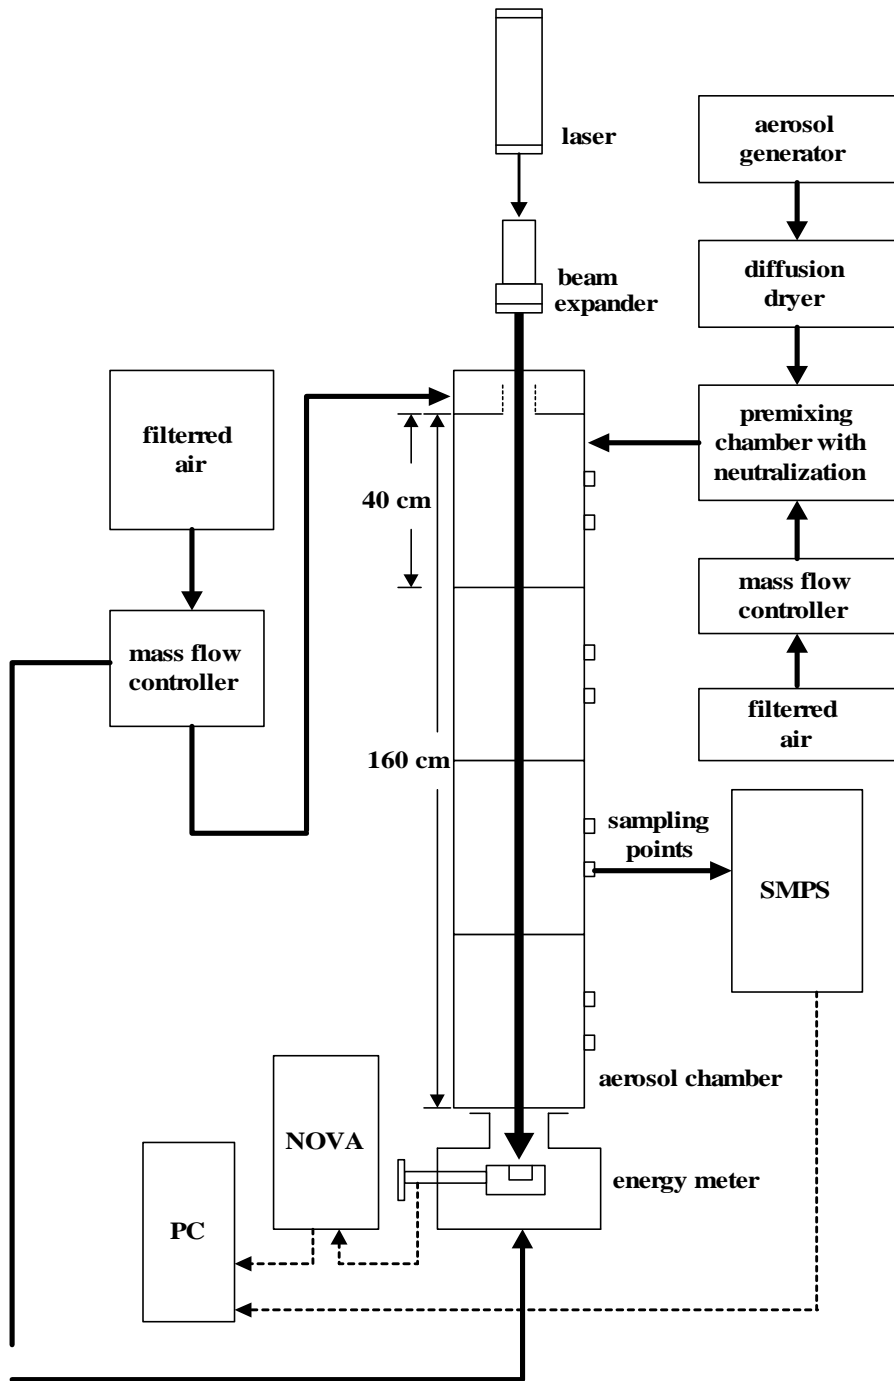 laser
aerosol
generator
beam
expander
diffusion
dryer
filterred
air
premixing
chamber with
neutralization
40 cm
mass flow
controller
mass flow
controller
filterred
air
160 cm
sampling
points
SMPS
aerosol chamber
NOVA
energy meter
PC